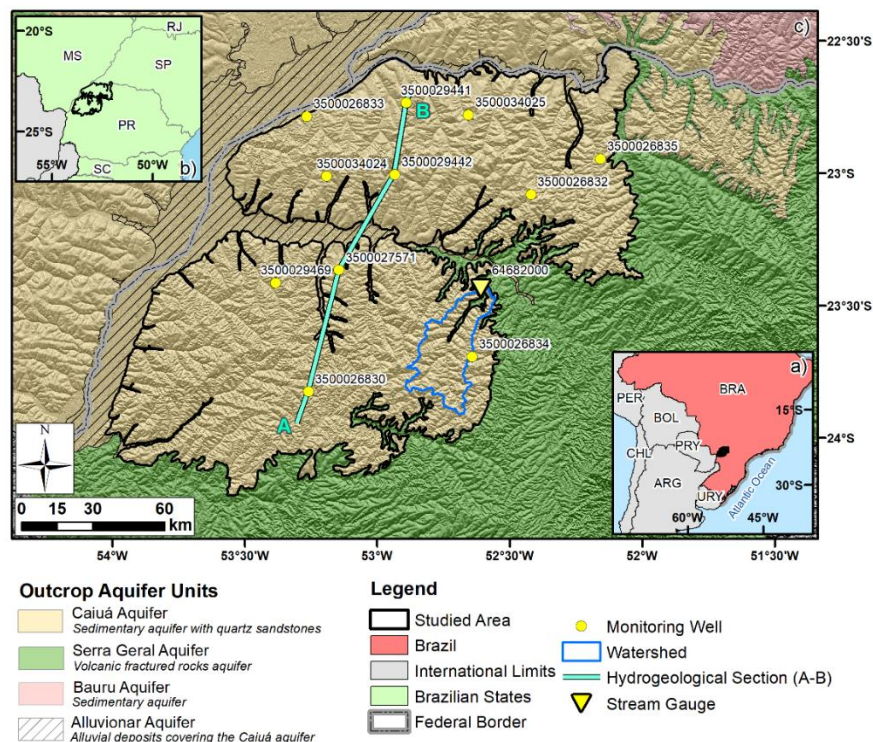 -20°S
MS
RJ
SP
-25°S
PR
SC
55°W
50°W
b)
c)
22°30'S
23°S
23°30'S
24°S
3500026833
3500029441
B
3500034025
3500026835
3500034024
3500029442
3500026832
3500029469
3500027571
64682000
3500026834
3500026830
A
a)
BRA
PER
BOL
PRY
CHL
ARG
URY
Atlantic Ocean
15°S
30°S
60°W
45°W
N
0 15 30 60
km
54°W
53°30'W
53°W
52°30'W
52°W
51°30'W
Outcrop Aquifer Units
Caiuá Aquifer
Sedimentary aquifer with quartz sandstones
Serra Geral Aquifer
Volcanic fractured rocks aquifer
Bauru Aquifer
Sedimentary aquifer
Alluvionar Aquifer
Alluvial deposits covering the Caiuá aquifer
Legend
Studied Area
Brazil
International Limits
Brazilian States
Federal Border
Monitoring Well
Watershed
Hydrogeological Section (A-B)
Stream Gauge